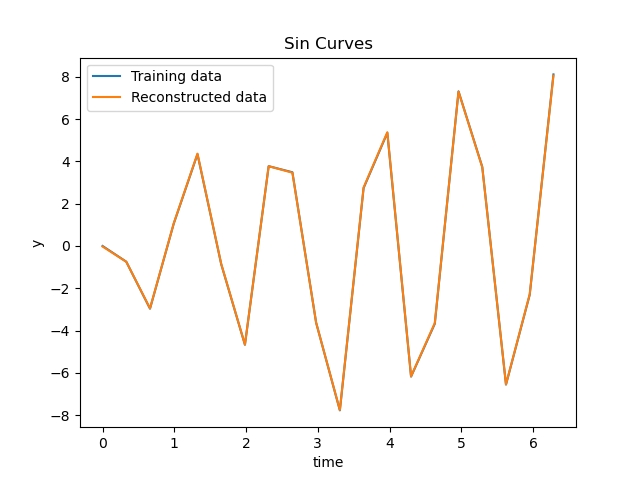 Sin Curves
Training data
Reconstructed data
8
6
4
2
0
−2
−4
−6
−8
y
0 1 2 3 4 5 6
time